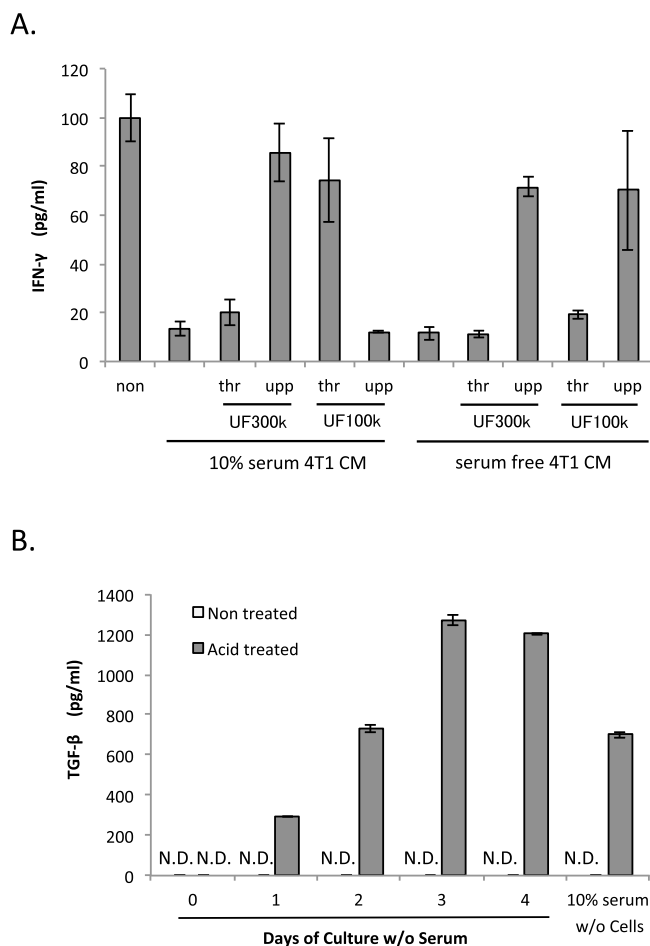 A.
120
100
80
60
40
20
0
IFN-γ (pg/ml)
non
thr upp thr upp thr upp thr upp
UF300k UF100k UF300k UF100k
10% serum 4T1 CM serum free 4T1 CM
B.
1400
1200
1000
800
600
400
200
0
TGF-β (pg/ml)
Non treated
Acid treated
N.D. N.D. N.D. N.D. N.D. N.D. N.D.
0 1 2 3 4 10% serum
w/o Cells
Days of Culture w/o Serum